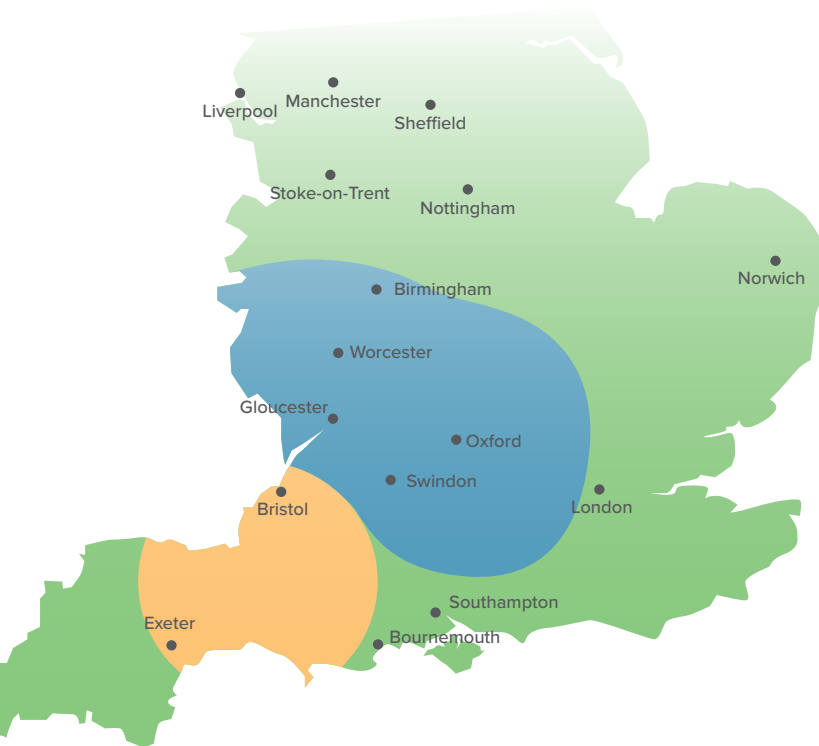 Manchester
Liverpool
Sheffield
Stoke-on-Trent
Nottingham
Norwich
Birmingham
Worcester
Gloucester
Oxford
Swindon
London
Bristol
Southampton
Exeter
Bournemouth